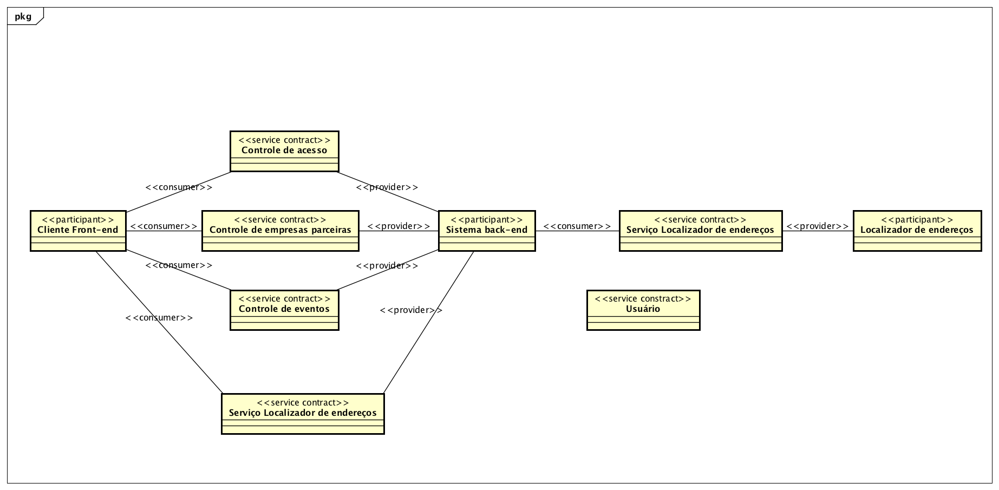 pkg
<<service contract>>
Controle de acesso
<<consumer>>
<<provider>>
<<participant>>
Cliente Front-end
<<consumer>>
<<service contract>>
Controle de empresas parceiras
<<provider>>
<<participant>>
Sistema back-end
<<consumer>>
<<service contract>>
Serviço Localizador de endereços
<<provider>>
<<participant>>
Localizador de endereços
<<consumer>>
<<provider>>
<<service contract>>
Controle de eventos
<<service constract>>
Usuário
<<consumer>>
<<provider>>
<<service contract>>
Serviço Localizador de endereços